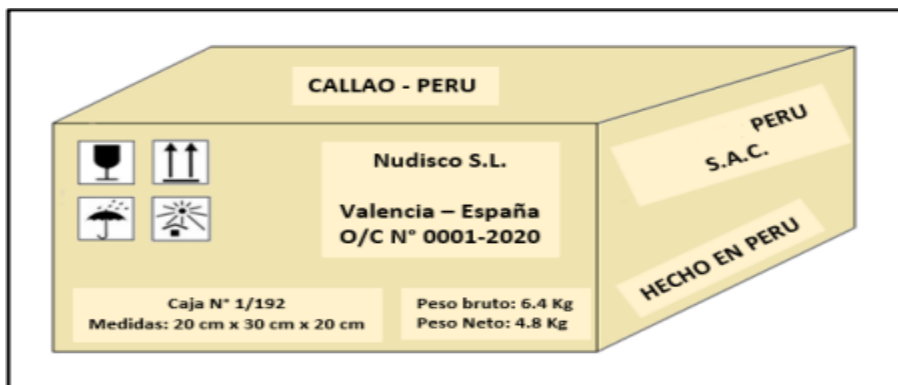 CALLAO - PERU
Nudisco S.L.
Valencia – España
O/C N° 0001-2020
Caja N° 1/192
Medidas: 20 cm x 30 cm x 20 cm
Peso bruto: 6.4 Kg
Peso Neto: 4.8 Kg
PERU
S.A.C.
HECHO EN PERU